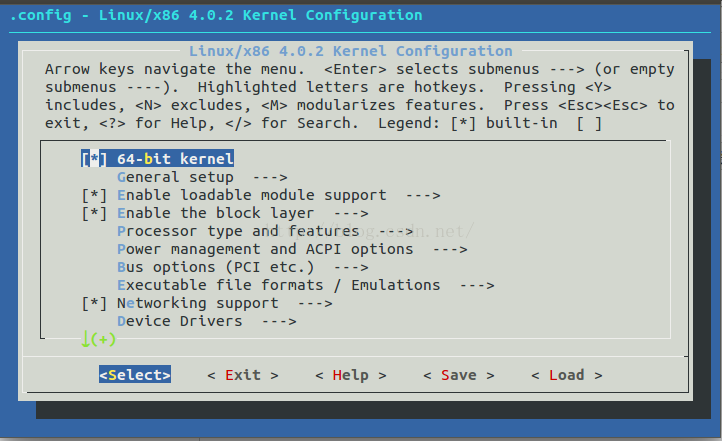 .config - Linux/x86 4.0.2 Kernel Configuration
Linux/x86 4.0.2 Kernel Configuration
Arrow keys navigate the menu.  <Enter> selects submenus ---> (or empty
submenus ----).  Highlighted letters are hotkeys.  Pressing <Y>
includes, <N> excludes, <M> modularizes features.  Press <Esc><Esc> to
exit, <?> for Help, </> for Search.  Legend: [*] built-in  [ ]
[*] 64-bit kernel
General setup  --->
[*] Enable loadable module support  --->
[*] Enable the block layer  --->
Processor type and features  --->
Power management and ACPI options  --->
Bus options (PCI etc.)  --->
Executable file formats / Emulations  --->
[*] Networking support  --->
Device Drivers  --->
↓(+)
<Select>    < Exit >    < Help >    < Save >    < Load >